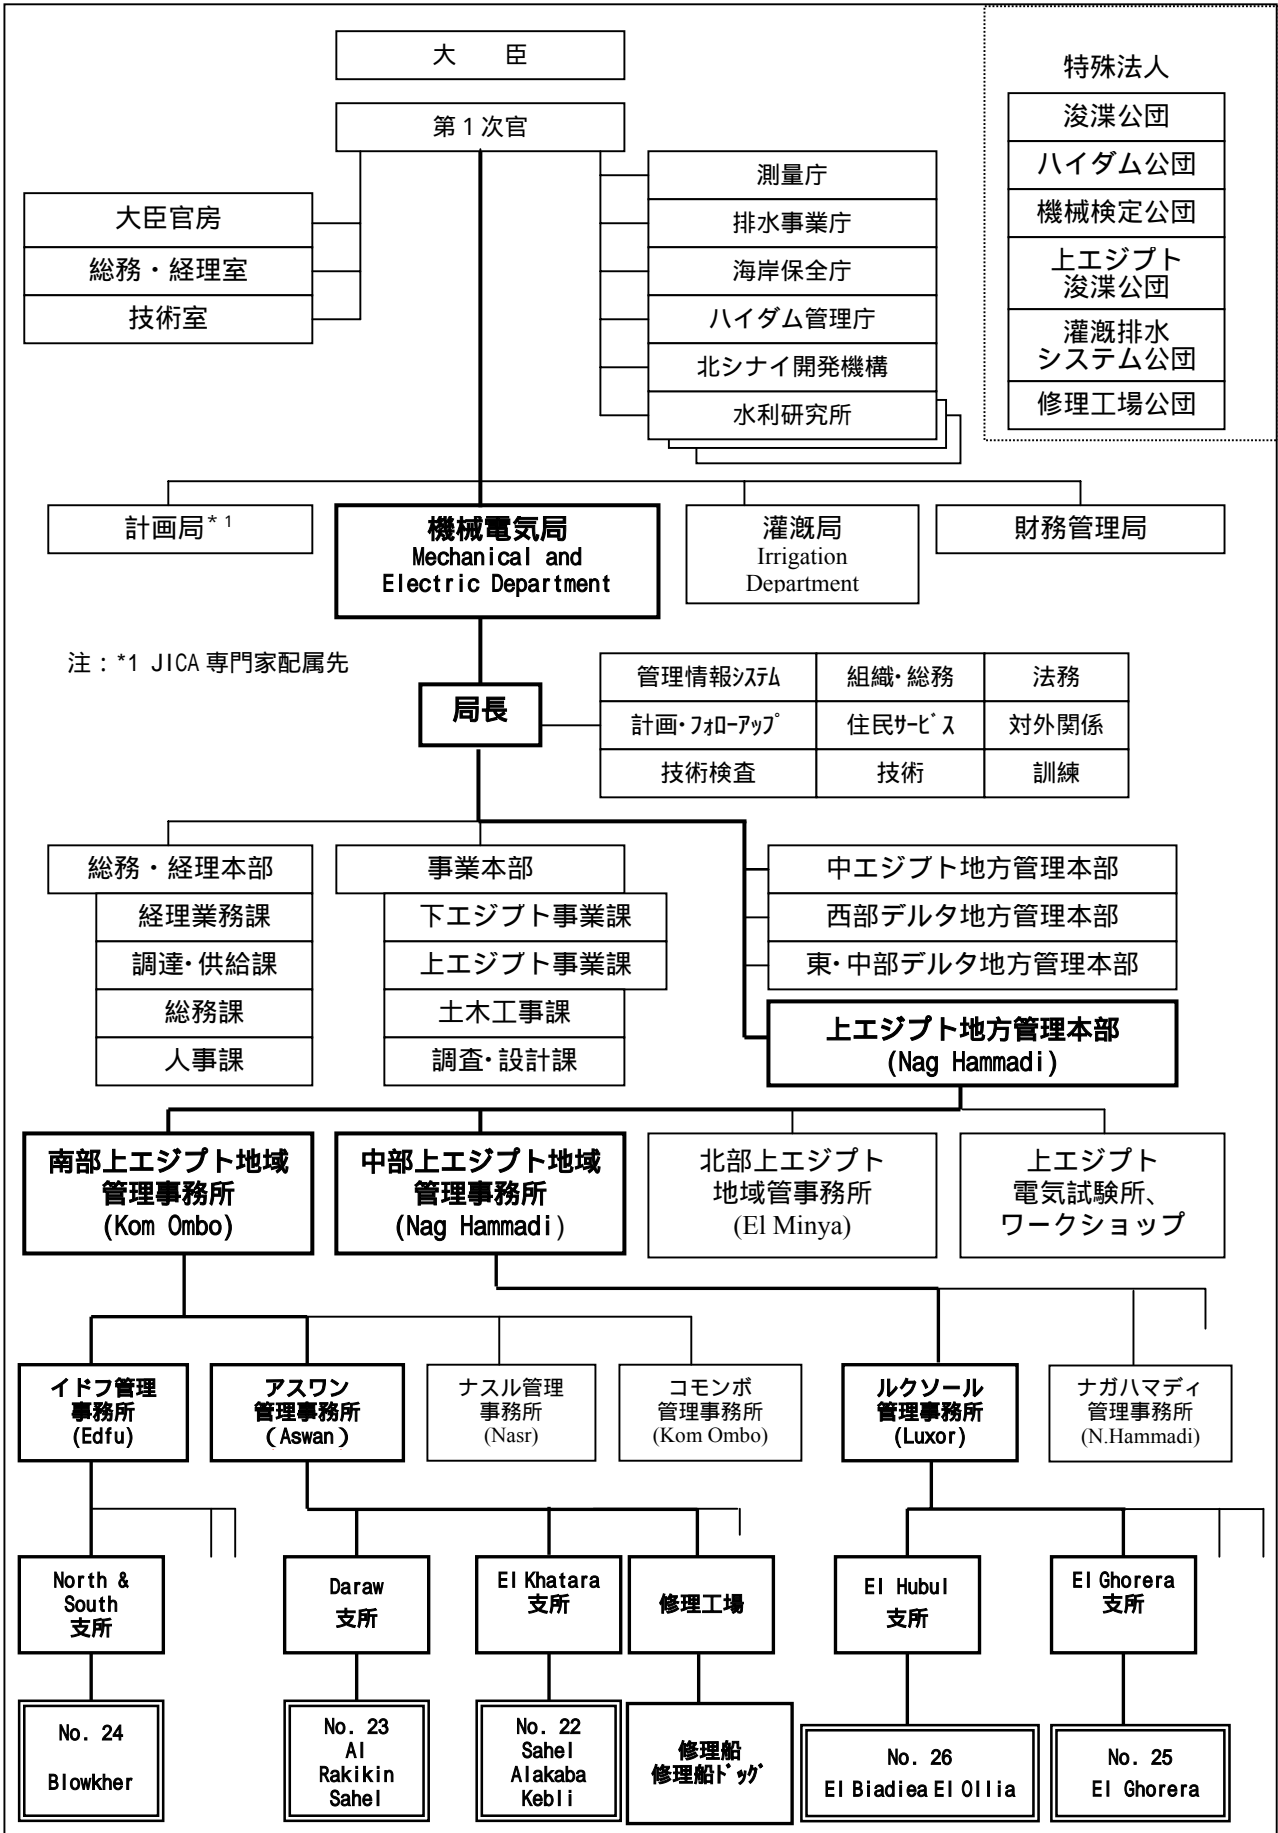 大　臣
第１次官
特殊法人
浚渫公団
ハイダム公団
機械検定公団
上エジプト
浚渫公団
灌漑排水
システム公団
修理工場公団
大臣官房
総務・経理室
技術室
測量庁
排水事業庁
海岸保全庁
ハイダム管理庁
北シナイ開発機構
水利研究所
計画局*1
機械電気局
Mechanical and
Electric Department
灌漑局
Irrigation
Department
財務管理局
注：*1 JICA 専門家配属先
局長
管理情報ｼｽﾃﾑ
組織・総務
法務
計画・ﾌｫﾛｰｱｯﾌﾟ
住民ｻｰﾋﾞｽ
対外関係
技術検査
技術
訓練
総務・経理本部
経理業務課
調達・供給課
総務課
人事課
事業本部
下エジプト事業課
上エジプト事業課
土木工事課
調査・設計課
中エジプト地方管理本部
西部デルタ地方管理本部
東・中部デルタ地方管理本部
上エジプト地方管理本部
(Nag Hammadi)
南部上エジプト地域
管理事務所
(Kom Ombo)
中部上エジプト地域
管理事務所
(Nag Hammadi)
北部上エジプト
地域管事務所
(El Minya)
上エジプト
電気試験所、
ワークショップ
イドフ管理
事務所
(Edfu)
アスワン
管理事務所
（Aswan）
ナスル管理
事務所
(Nasr)
コモンボ
管理事務所
(Kom Ombo)
ルクソール
管理事務所
(Luxor)
ナガハマディ
管理事務所
(N.Hammadi)
North &
South
支所
Daraw
支所
El Khatara
支所
修理工場
El Hubul
支所
El Ghorera
支所
No. 24
Blowkher
No. 23
Al
Rakikin
Sahel
No. 22
Sahel
Alakaba
Kebli
修理船
修理船ﾄﾞｯｸﾞ
No. 26
El Biadiea El Ollia
No. 25
El Ghorera